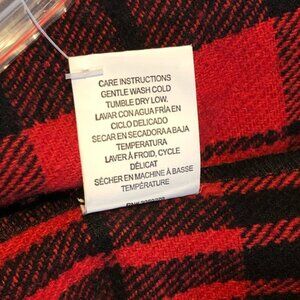 CARE INSTRUCTIONS
GENTLE WASH COLD
TUMBLE DRY LOW.
LAVAR CON AGUA FRÍA EN
CICLO DELICADO
SECAR EN SECADORA A BAJA
TEMPERATURA
LAVER À FROID, CYCLE
DÉLICAT
SÉCHER EN MACHINE À BASSE
TEMPÉRATURE